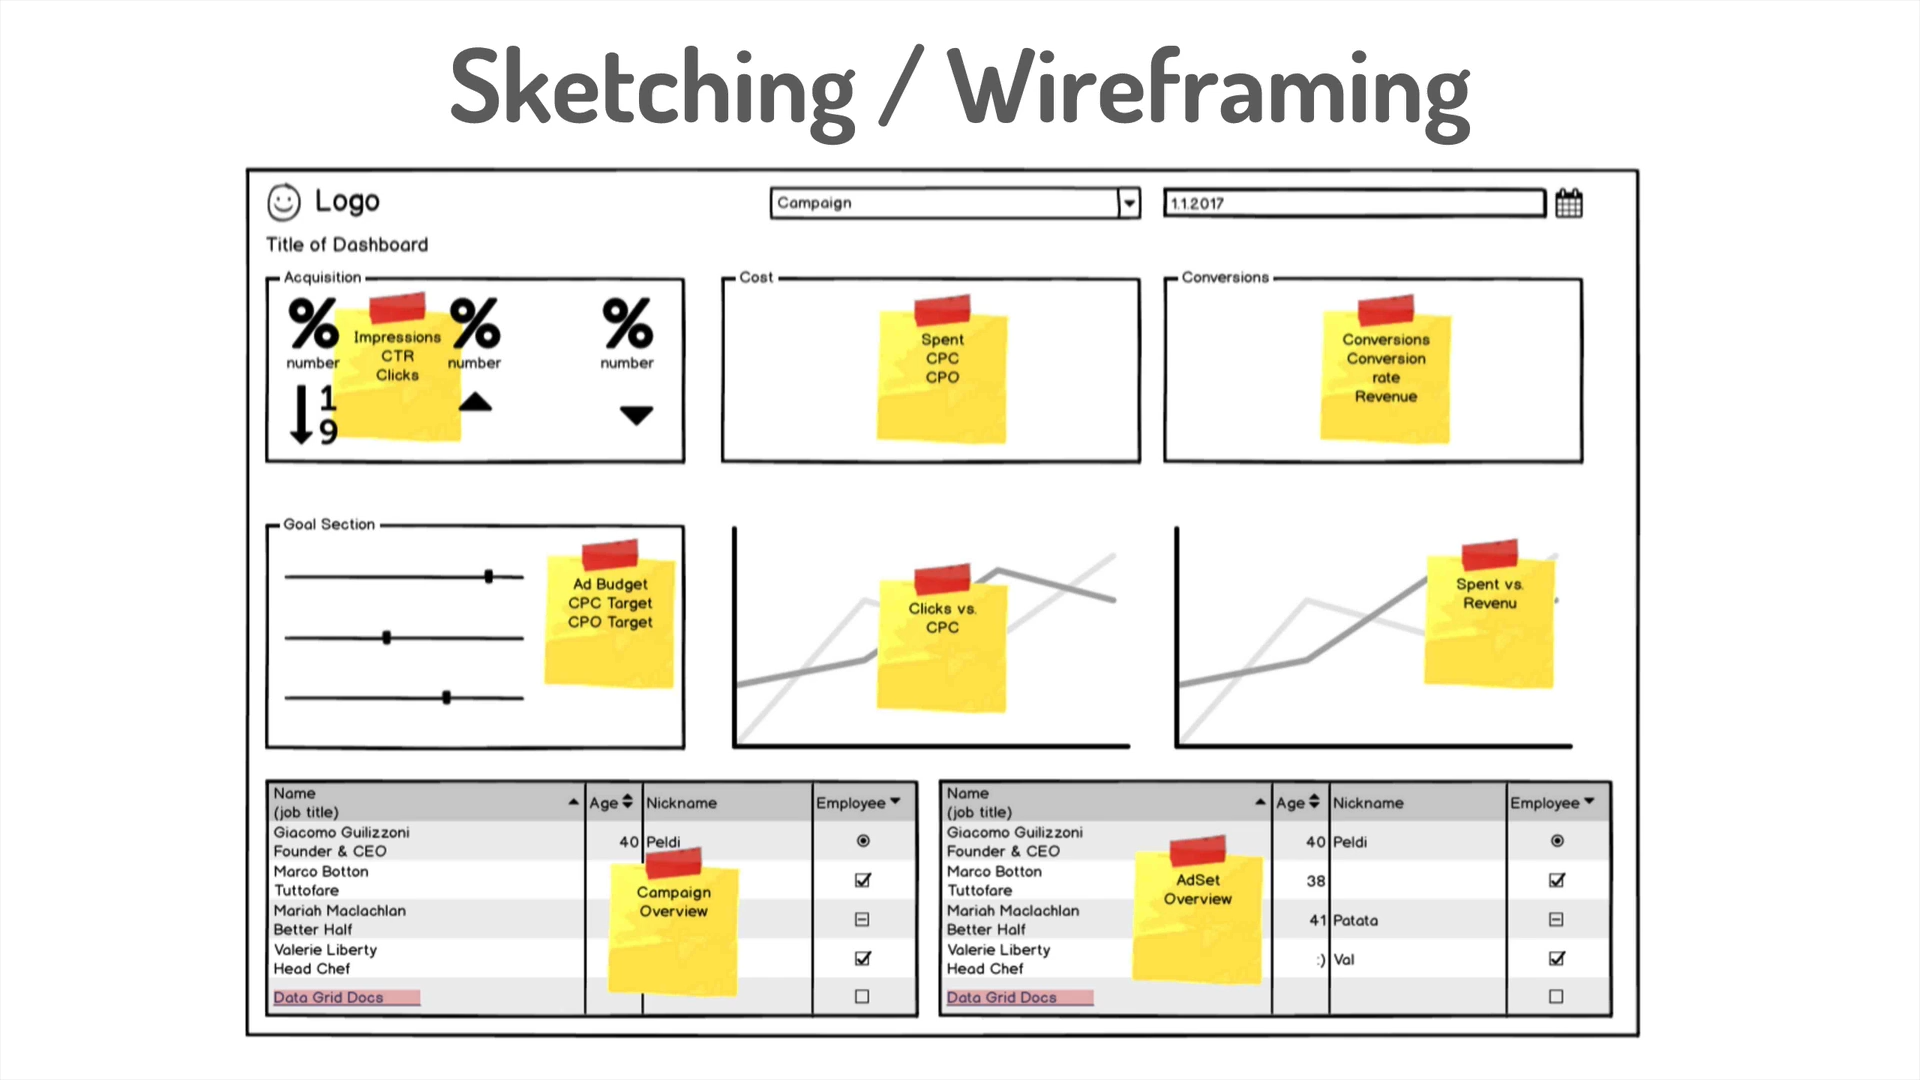 Sketching / Wireframing
Logo
Campaign
1.1.2017
Title of Dashboard
Acquisition
%
number
Impressions
CTR
Clicks
%
number
%
number
1
9
Cost
Spent
CPC
CPO
Conversions
Conversions
Conversion
rate
Revenue
Goal Section
Ad Budget
CPC Target
CPO Target
Clicks vs.
CPC
Spent vs.
Revenu
Name
(job title)
Age
Nickname
Employee
Giacomo Guilizzoni
Founder & CEO
40
Peldi
Marco Botton
Tuttofare
Mariah Maclachlan
Better Half
Valerie Liberty
Head Chef
Data Grid Docs
Campaign
Overview
Name
(job title)
Age
Nickname
Employee
Giacomo Guilizzoni
Founder & CEO
40
Peldi
Marco Botton
Tuttofare
38
Mariah Maclachlan
Better Half
41
Patata
Valerie Liberty
Head Chef
:)
Val
Data Grid Docs
AdSet
Overview